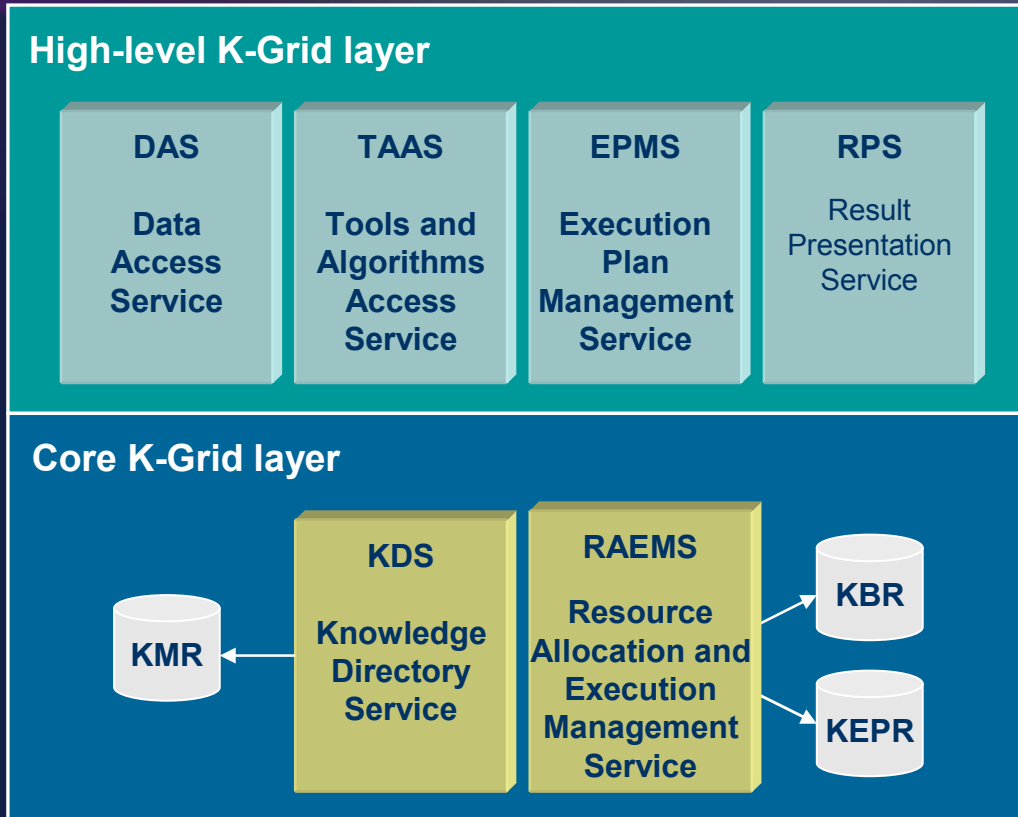 High-level K-Grid layer
DAS
Data
Access
Service
TAAS
Tools and
Algorithms
Access
Service
EPMS
Execution
Plan
Management
Service
RPS
Result
Presentation
Service
Core K-Grid layer
KMR
KDS
Knowledge
Directory
Service
RAEMS
Resource
Allocation and
Execution
Management
Service
KBR
KEPR